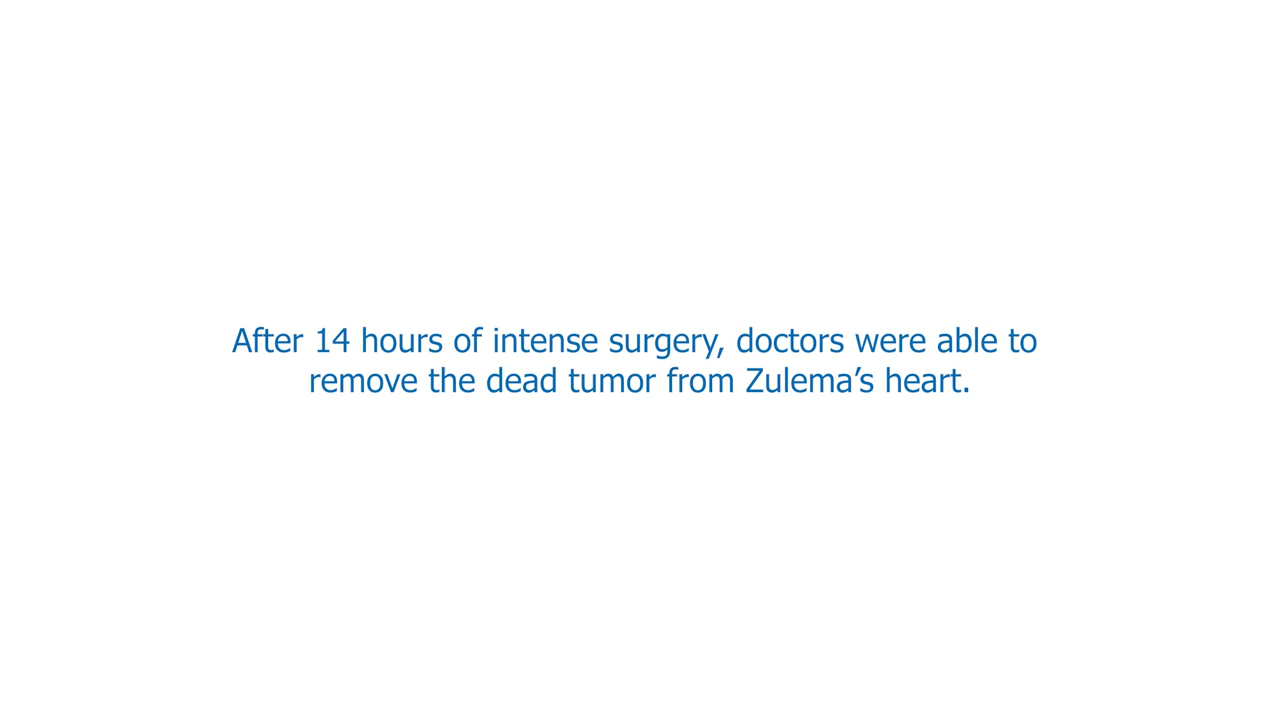 After 14 hours of intense surgery, doctors were able to
remove the dead tumor from Zulema’s heart.